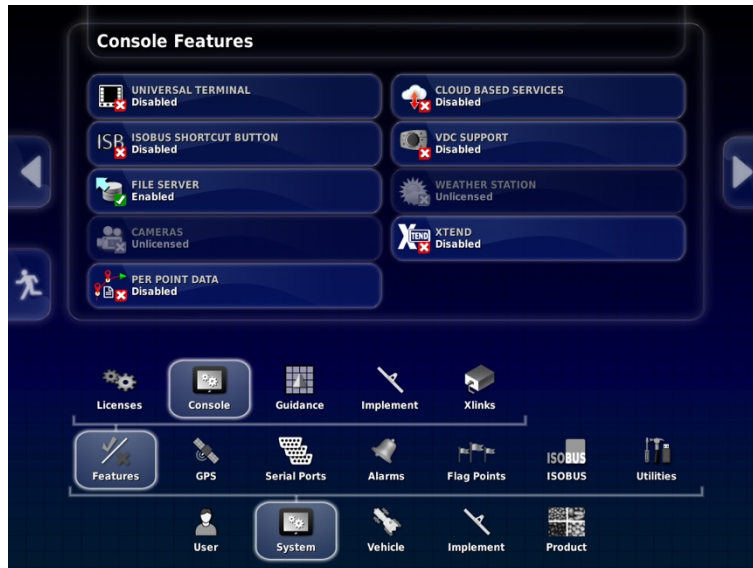 Console Features
UNIVERSAL TERMINAL
Disabled
CLOUD BASED SERVICES
Disabled
ISB
ISOBUS SHORTCUT BUTTON
Disabled
VDC SUPPORT
Disabled
FILE SERVER
Enabled
WEATHER STATION
Unlicensed
CAMERAS
Unlicensed
XTEND
XTEND
Disabled
PER POINT DATA
Disabled
Licenses
Console
Guidance
Implement
Xlinks
Features
GPS
Serial Ports
Alarms
Flag Points
ISOBUS
ISOBUS
Utilities
User
System
Vehicle
Implement
Product